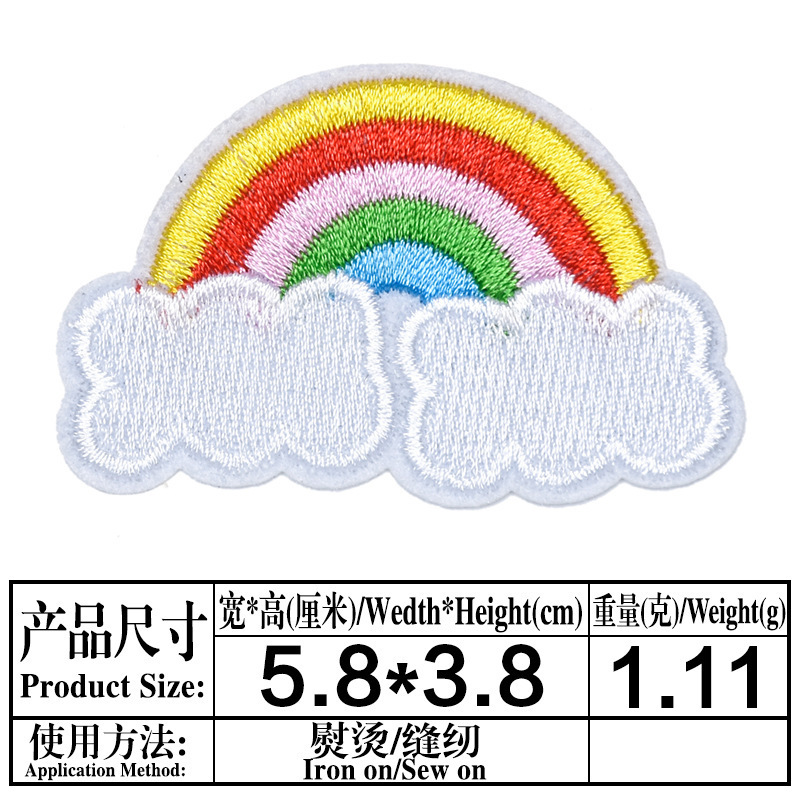 产品尺寸
Product Size:
宽*高(厘米)/Wedth*Height(cm)
重量(克)/Weight(g)
5.8*3.8
1.11
使用方法:
Application Method:
熨烫/缝纫
Iron on/Sew on